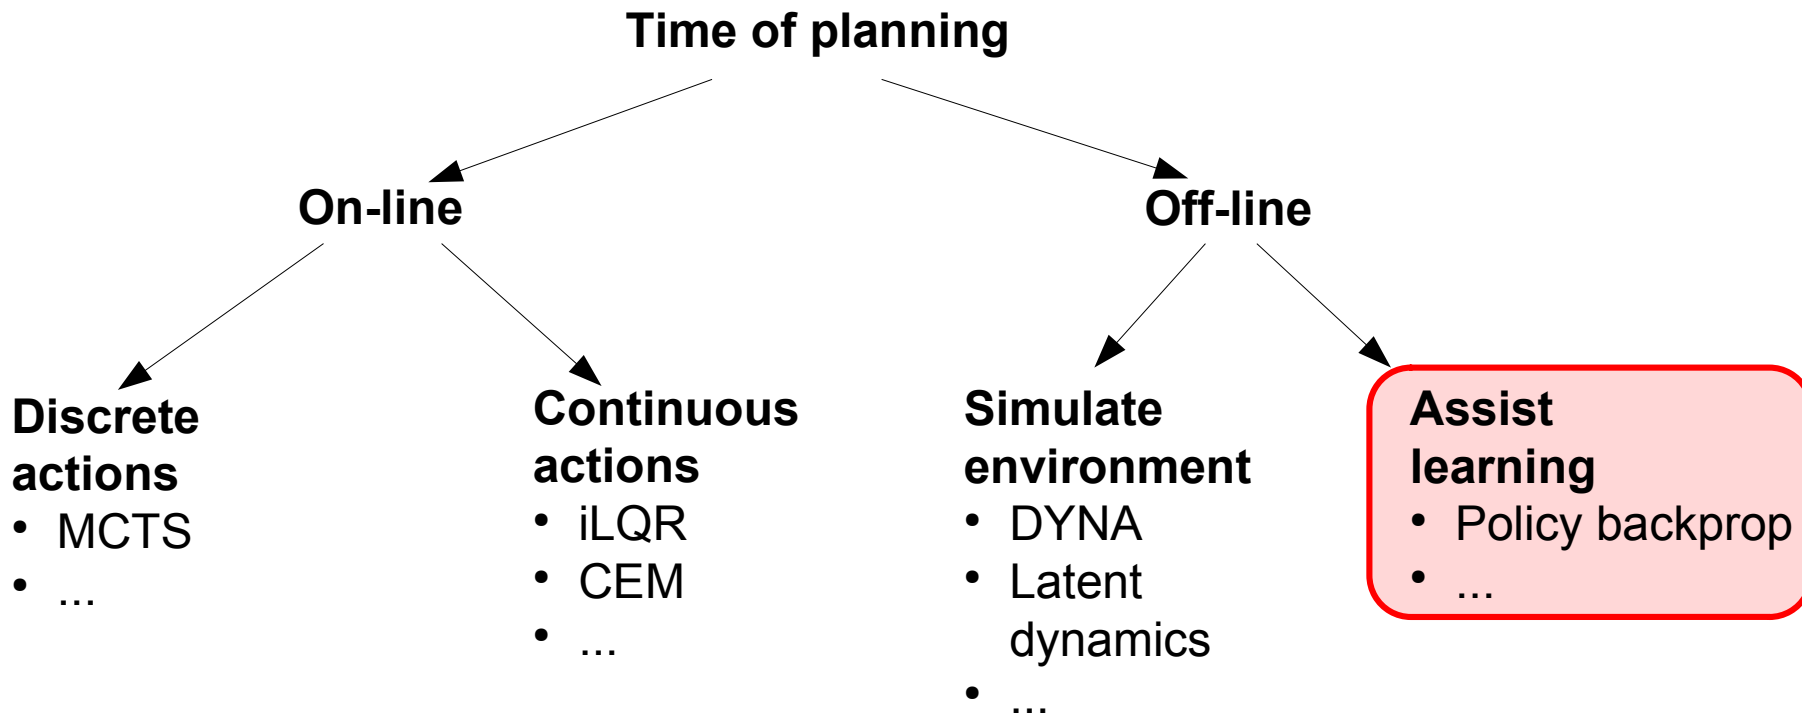 Time of planning
On-line
Off-line
Discrete
actions
• MCTS
• ...
Continuous
actions
• iLQR
• CEM
• ...
Simulate
environment
• DYNA
• Latent
dynamics
• ...
Assist
learning
• Policy backprop
• ...